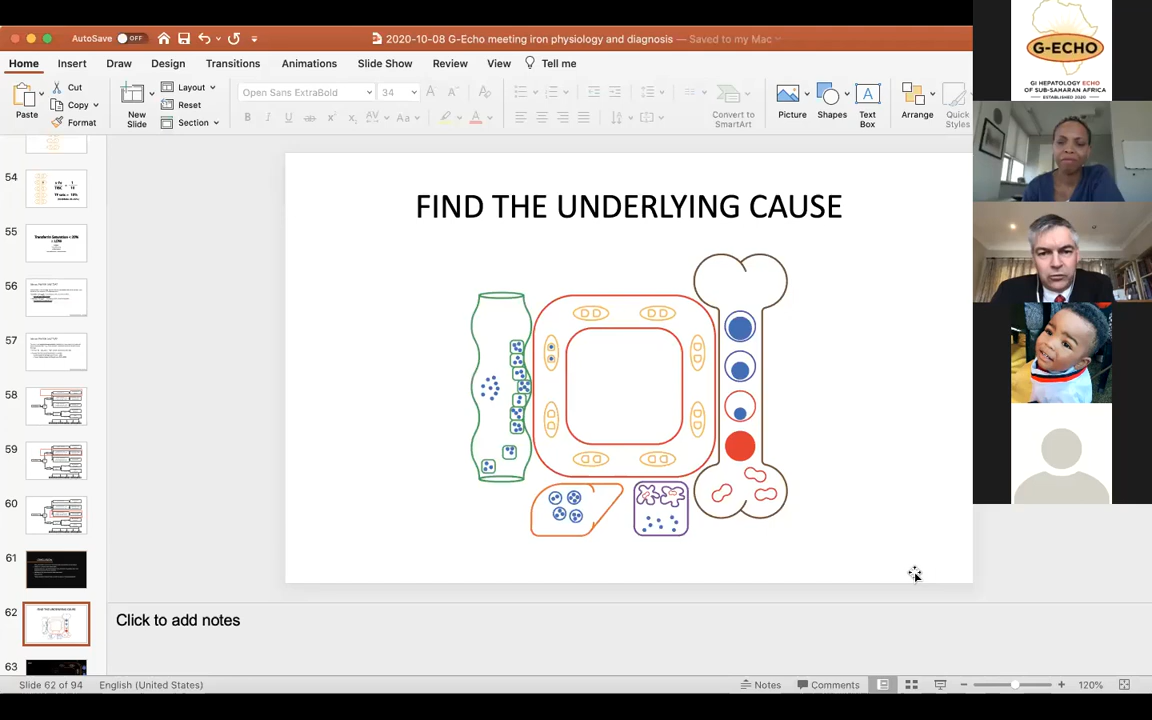 AutoSave OFF
2020-10-08 G-Echo meeting iron physiology and diagnosis — Saved to my Mac
Home Insert Draw Design Transitions Animations Slide Show Review View Tell me
Paste
Cut
Copy
Format
New
Slide
Layout
Reset
Section
Open Sans ExtraBold 34
Convert to
SmartArt
Picture
Shapes
Text
Box
Arrange
Quick
Styles
G-ECHO
GI HEPATOLOGY ECHO
OF SUB-SAHARAN AFRICA
ESTABLISHED 2020
54
55
56
57
58
59
60
61
62
63
FIND THE UNDERLYING CAUSE
Click to add notes
Slide 62 of 94 English (United States) Notes Comments 120%